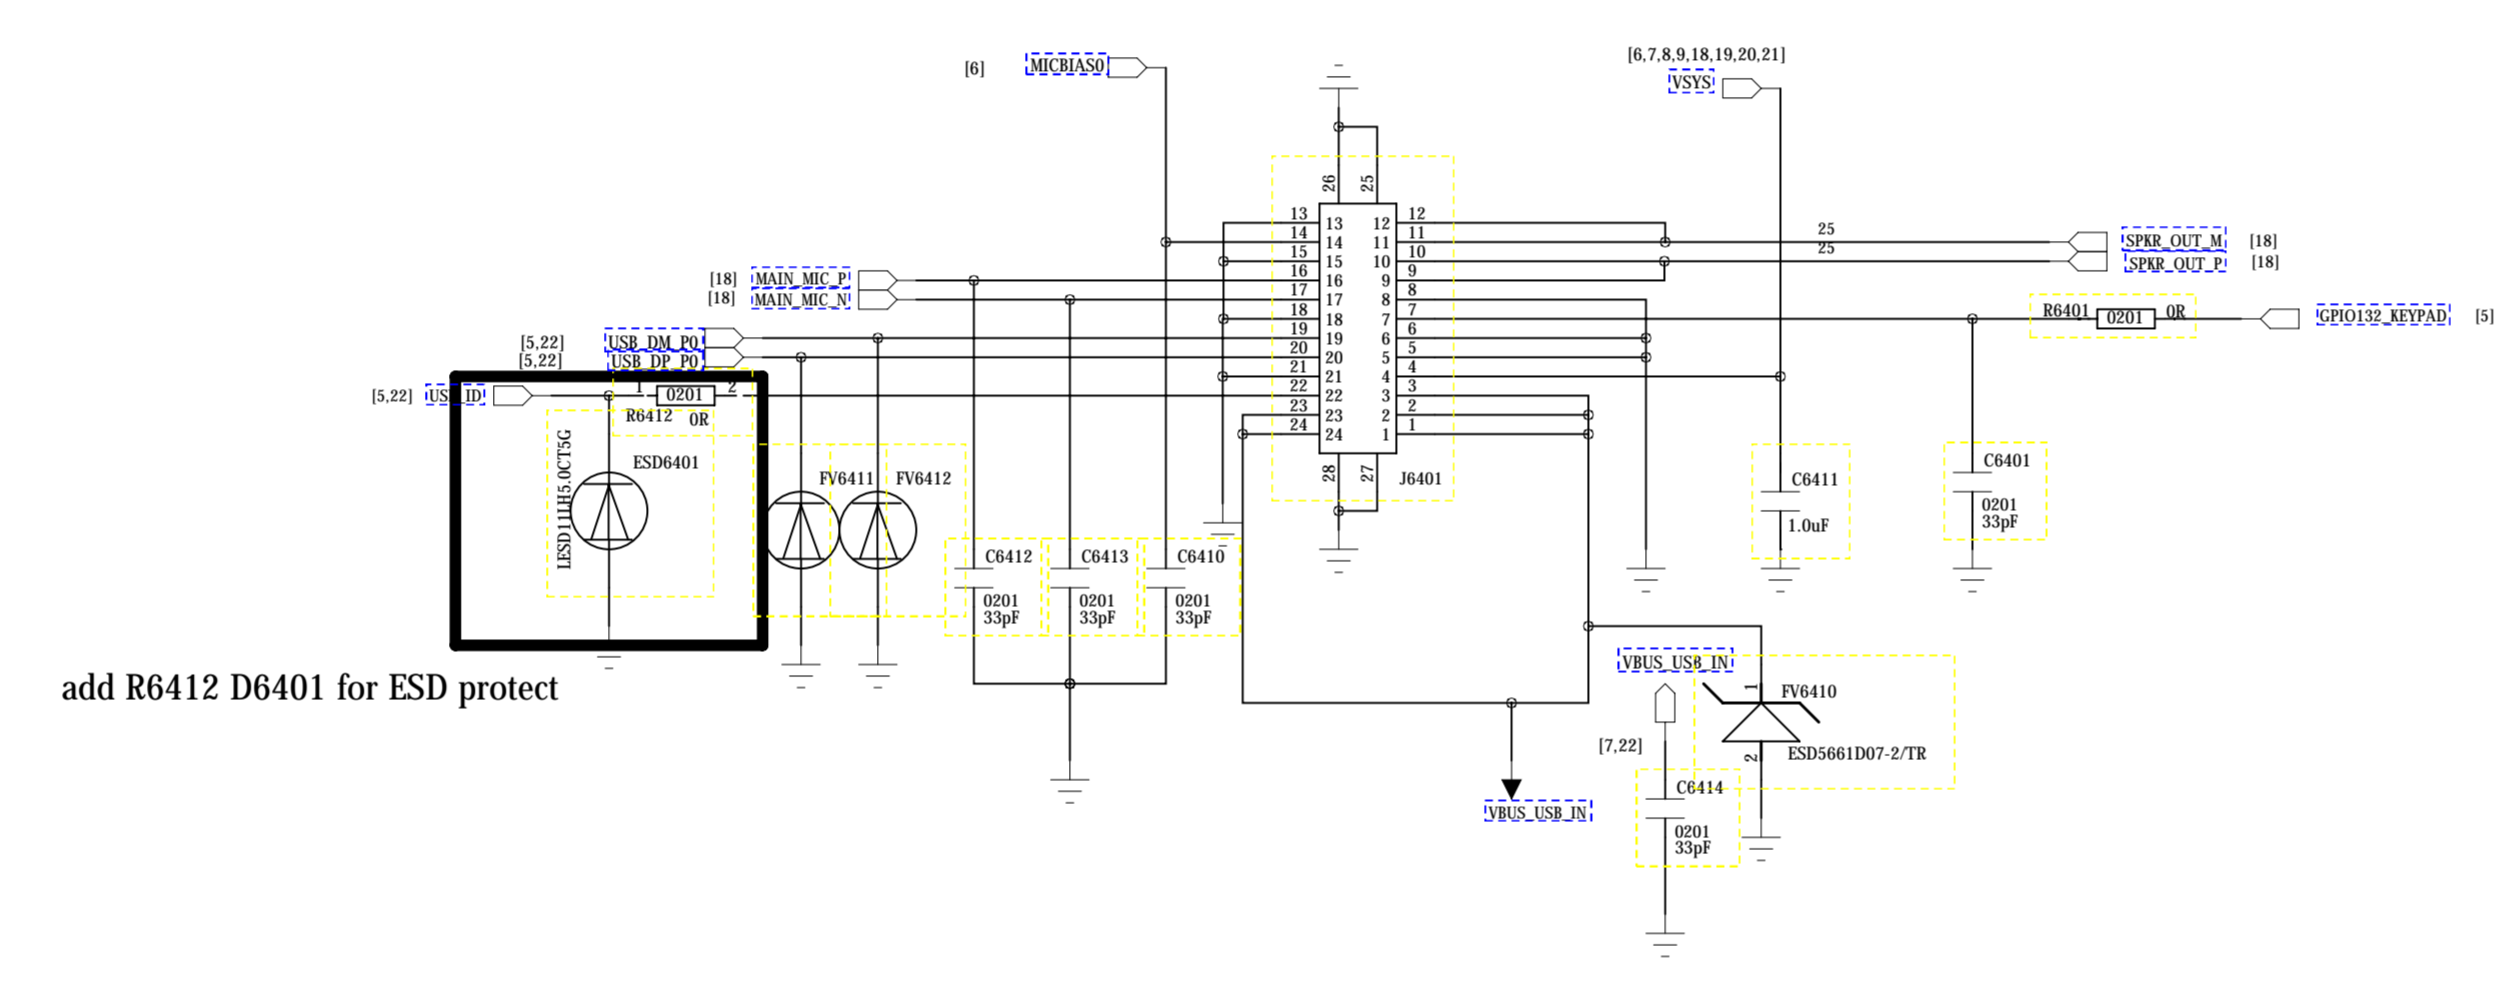 [6,7,8,9,18,19,20,21]
[6] MICBIAS0
VSYS
26 25
13 13 12 12
14 14 11 11 25 SPKR_OUT_M [18]
15 15 10 10 25 SPKR_OUT_P [18]
[18] MAIN_MIC_P 16 16 9 9
[18] MAIN_MIC_N 17 17 8 8
18 18 7 7 R6401 0201 0R GPIO132_KEYPAD [5]
[5,22] USB_DM_P0 19 19 6 6
[5,22] USB_DP_P0 20 20 5 5
21 21 4 4
[5,22] USB_ID 1 0201 2 22 22 3 3
R6412 0R 23 23 2 2
24 24 1 1
28 27 J6401
LESD11LH5.0CT5G
ESD6401
FV6411 FV6412
C6411
1.0uF
C6401
0201
33pF
C6412 C6413 C6410
0201 0201 0201
33pF 33pF 33pF
add R6412 D6401 for ESD protect
VBUS_USB_IN
1 FV6410
[7,22] 2 ESD5661D07-2/TR
C6414
VBUS_USB_IN
0201
33pF